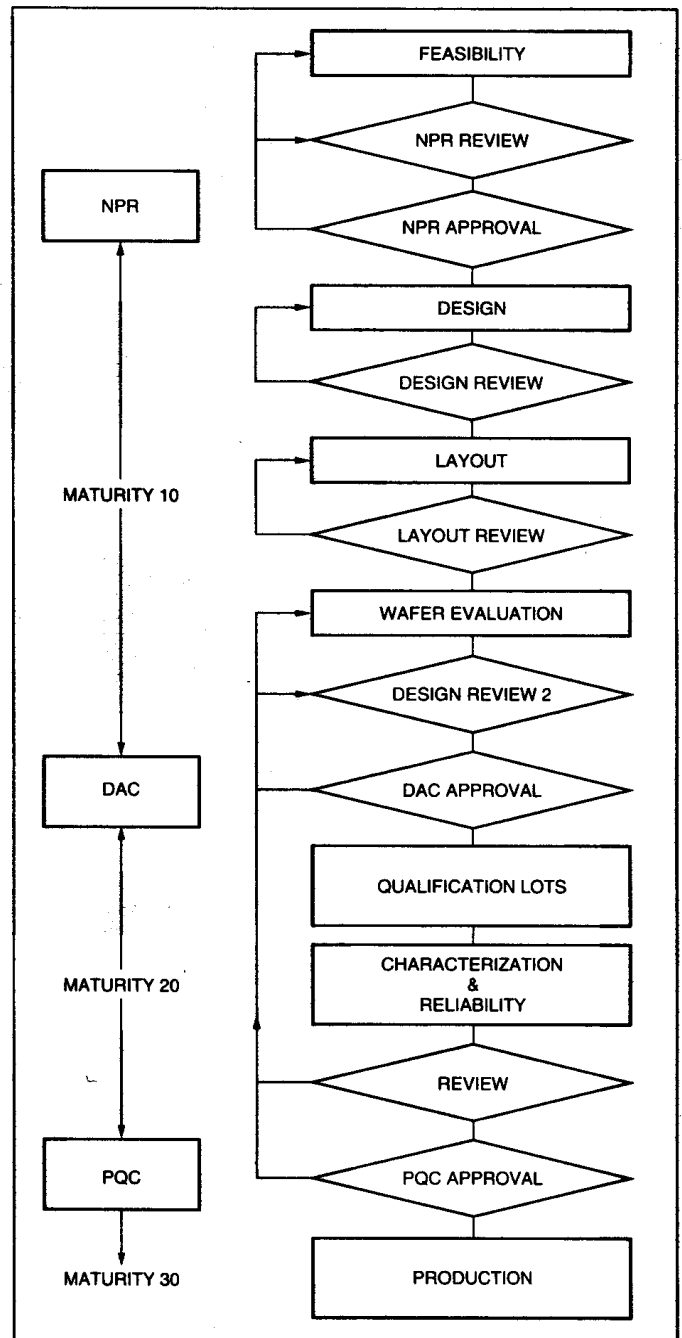 FEASIBILITY
NPR REVIEW
NPR
NPR APPROVAL
DESIGN
DESIGN REVIEW
LAYOUT
MATURITY 10
LAYOUT REVIEW
WAFER EVALUATION
DESIGN REVIEW 2
DAC
DAC APPROVAL
QUALIFICATION LOTS
CHARACTERIZATION
&
RELIABILITY
MATURITY 20
REVIEW
PQC
PQC APPROVAL
MATURITY 30
PRODUCTION